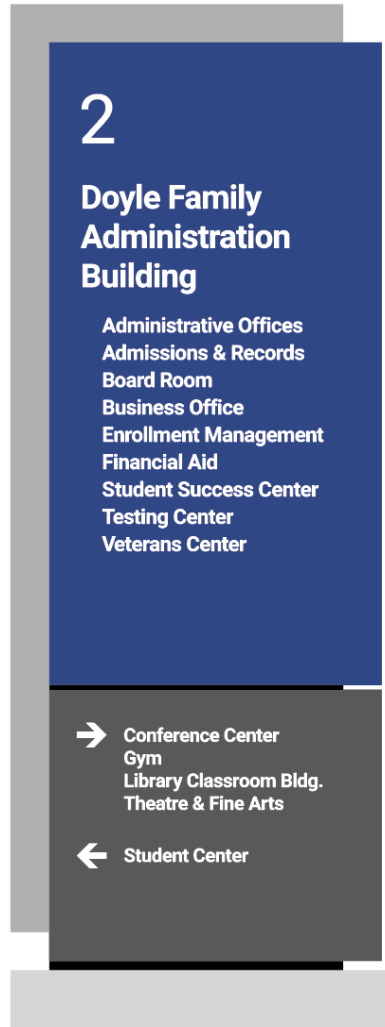 2
Doyle Family
Administration
Building
Administrative Offices
Admissions & Records
Board Room
Business Office
Enrollment Management
Financial Aid
Student Success Center
Testing Center
Veterans Center
→ Conference Center
Gym
Library Classroom Bldg.
Theatre & Fine Arts
← Student Center